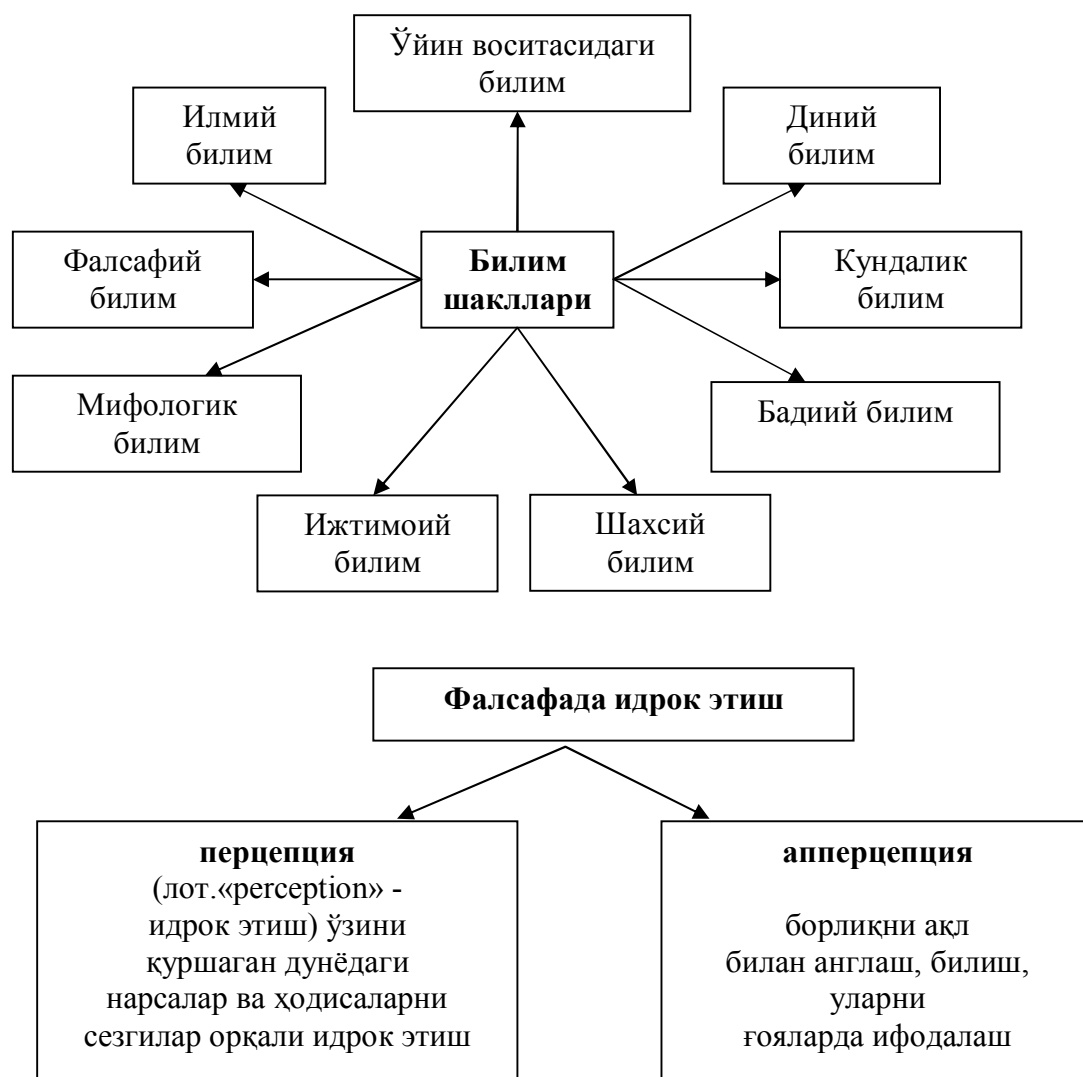 Ўйин воситасидаги
билим
Илмий
билим
Диний
билим
Фалсафий
билим
Билим
шакллари
Кундалик
билим
Мифологик
билим
Бадиий билим
Ижтимоий
билим
Шахсий
билим
Фалсафада идрок этиш
перцепция
(лот.«perception» -
идрок этиш) ўзини
қуршаган дунёдаги
нарсалар ва ҳодисаларни
сезгилар орқали идрок этиш
апперцепция
борлиқни ақл
билан англаш, билиш,
уларни
ғояларда ифодалаш